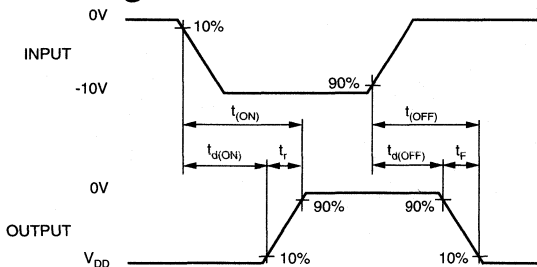 0V
10%
INPUT
-10V
90%
t(ON)
t(OFF)
td(ON)
tr
td(OFF)
tF
0V
90%
90%
OUTPUT
VDD
10%
10%